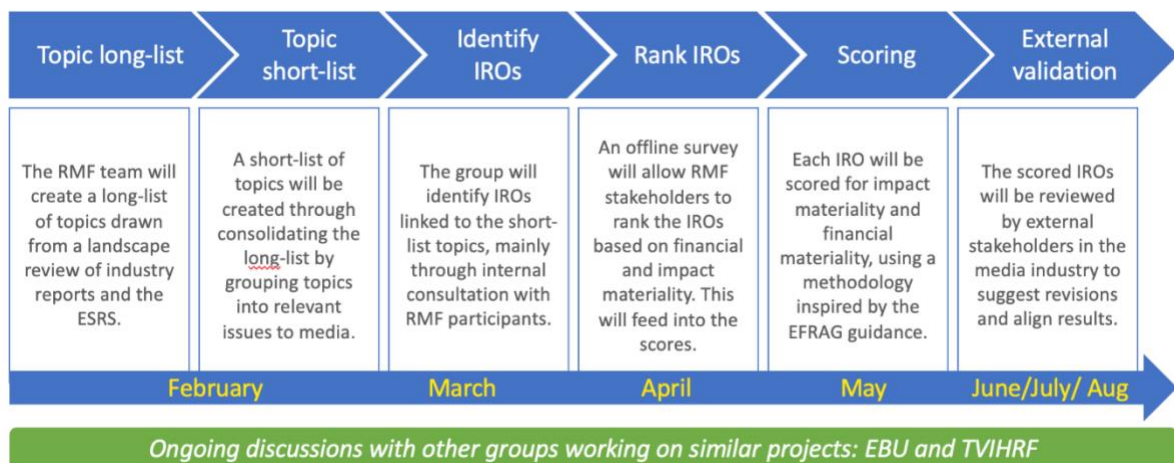 Topic long-list
Topic
short-list
Identify
IROs
Rank IROs
Scoring
External
validation
The RMF team will
create a long-list
of topics drawn
from a landscape
review of industry
reports and the
ESRS.
A short-list of
topics will be
created through
consolidating the
long-list by
grouping topics
into relevant
issues to media.
The group will
identify IROs
linked to the short-
list topics, mainly
through internal
consultation with
RMF participants.
An offline survey
will allow RMF
stakeholders to
rank the IROs
based on financial
and impact
materiality. This
will feed into the
scores.
Each IRO will be
scored for impact
materiality and
financial
materiality, using a
methodology
inspired by the
EFRAG guidance.
The scored IROs
will be reviewed
by external
stakeholders in the
media industry to
suggest revisions
and align results.
February
March
April
May
June/July/ Aug
Ongoing discussions with other groups working on similar projects: EBU and TVIHRF